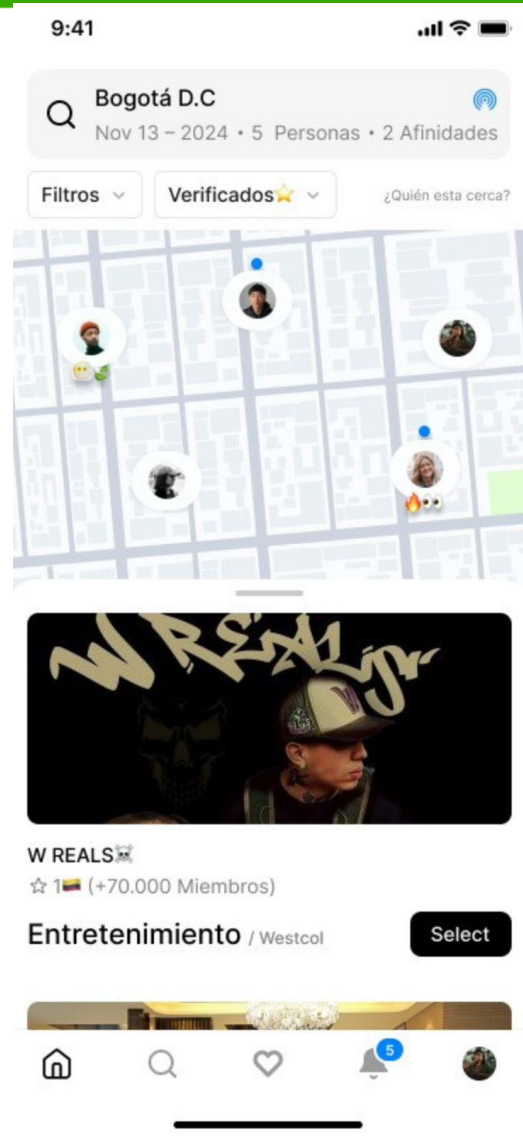 9:41
Bogotá D.C
Nov 13 – 2024 • 5 Personas • 2 Afinidades
Filtros
Verificados⭐
¿Quién esta cerca?
W REALS
W REALS☠️
☆ 1🇨🇴 (+70.000 Miembros)
Entretenimiento / Westcol
Select
5